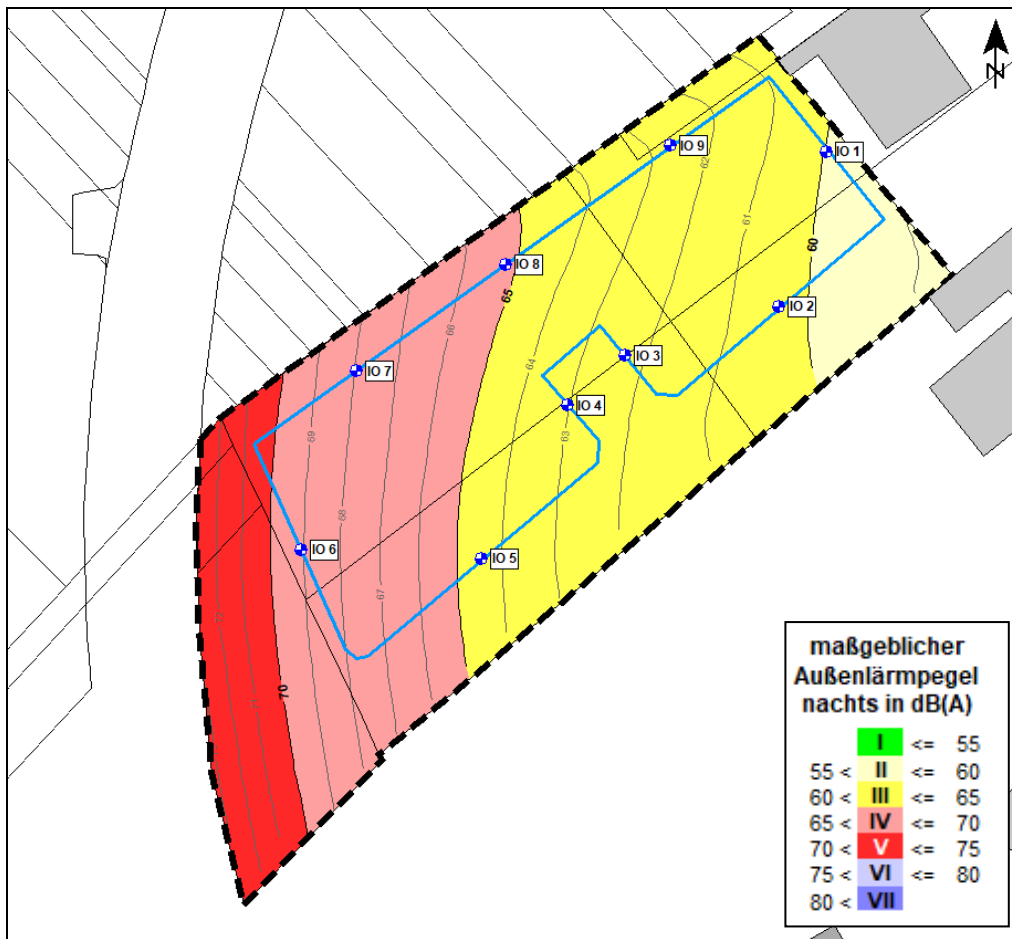 N
IO 1
IO 9
62
61
60
IO 8
65
66
IO 2
IO 3
64
IO 7
IO 4
63
69
68
67
IO 6
IO 5
72
71
70
maßgeblicher
Außenlärmpegel
nachts in dB(A)
I <= 55
55 < II <= 60
60 < III <= 65
65 < IV <= 70
70 < V <= 75
75 < VI <= 80
80 < VII